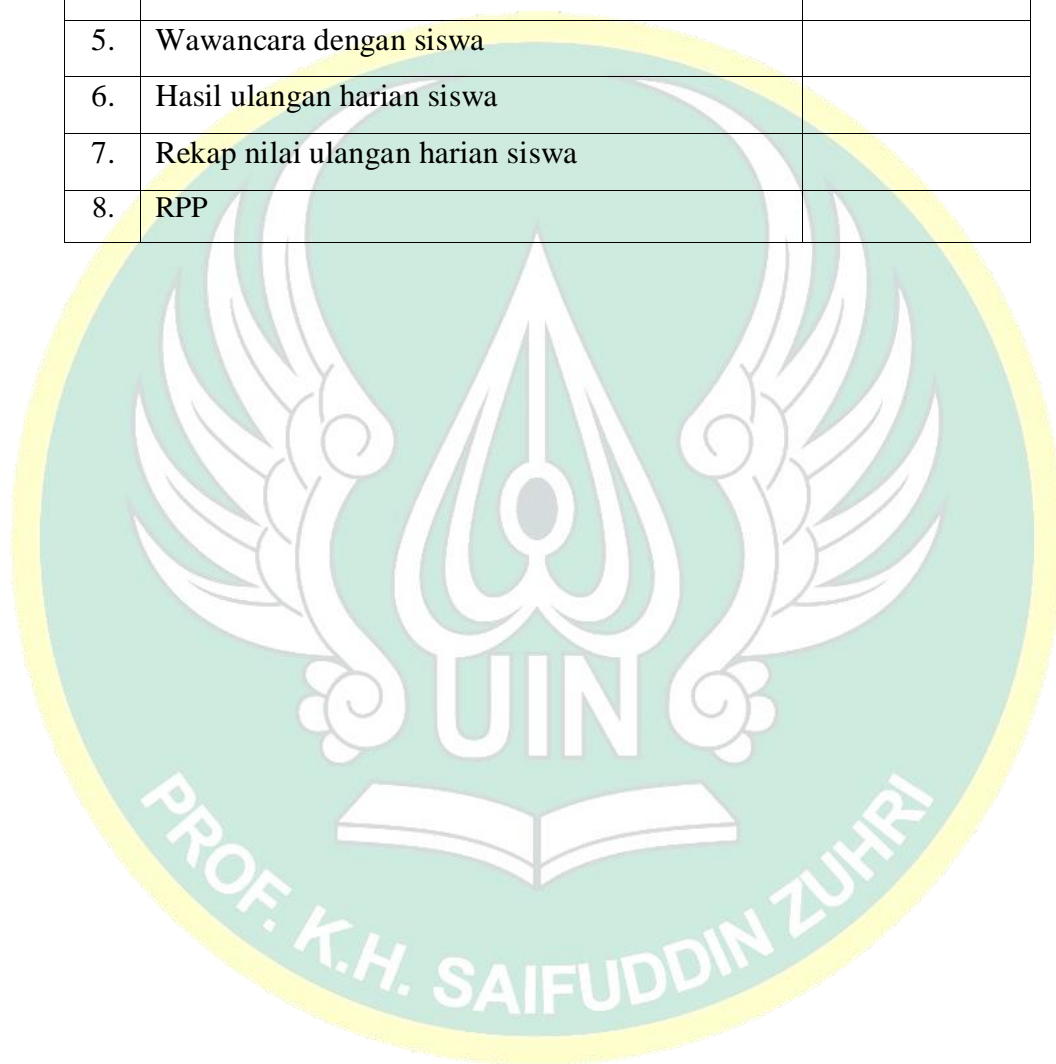 5. Wawancara dengan siswa
6. Hasil ulangan harian siswa
7. Rekap nilai ulangan harian siswa
8. RPP
UIN
PROF. K.H. SAIFUDDIN ZUHRI